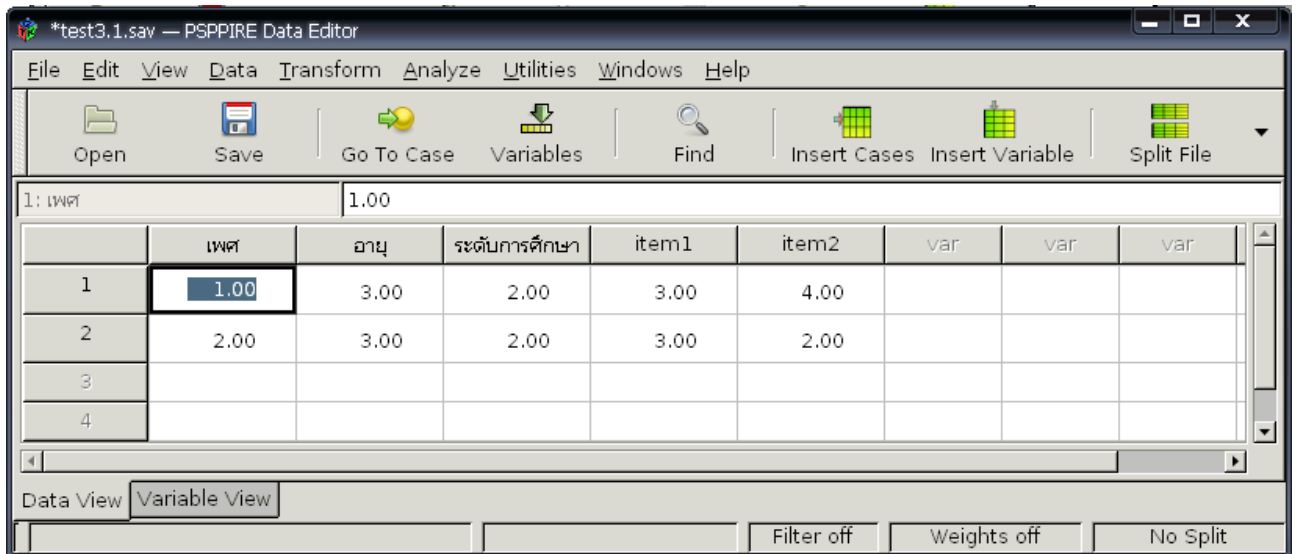 *test3.1.sav — PSPPIRE Data Editor
File Edit View Data Transform Analyze Utilities Windows Help
Open Save Go To Case Variables Find Insert Cases Insert Variable Split File
1: เพศ 1.00
เพศ อายุ ระดับการศึกษา item1 item2 var var var
1 1.00 3.00 2.00 3.00 4.00
2 2.00 3.00 2.00 3.00 2.00
3
4
Data View Variable View
Filter off Weights off No Split